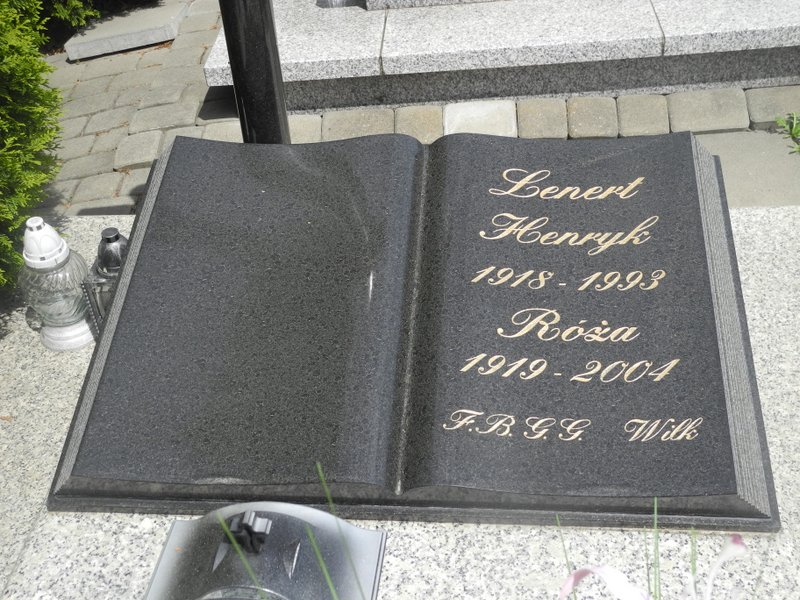 Lenert
Henryk
1918 - 1993
Róża
1919 - 2004
F.B.G.G. Wilk